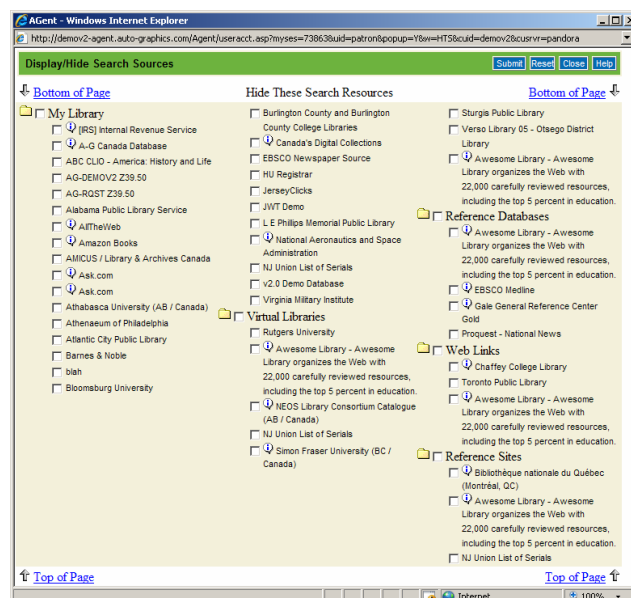 AGent - Windows Internet Explorer
http://demov2-agent.auto-graphics.com/Agent/useracct.asp?myses=73863&uid=patron&popup=Y&w=HTS&cuid=demov2&cusrvr=pandora
Display/Hide Search Sources
Submit Reset Close Help
Bottom of Page
Hide These Search Resources
Bottom of Page
My Library
[IRS] Internal Revenue Service
A-G Canada Database
ABC CLIO - America: History and Life
AG-DEMOV2 Z39.50
AG-RQST Z39.50
Alabama Public Library Service
AllTheWeb
Amazon Books
AMICUS / Library & Archives Canada
Ask.com
Ask.com
Athabasca University (AB / Canada)
Athenaeum of Philadelphia
Atlantic City Public Library
Barnes & Noble
blah
Bloomsburg University
Burlington County and Burlington
County College Libraries
Canada's Digital Collections
EBSCO Newspaper Source
HU Registrar
JerseyClicks
JWT Demo
L E Phillips Memorial Public Library
National Aeronautics and Space
Administration
NJ Union List of Serials
v2.0 Demo Database
Virginia Military Institute
Virtual Libraries
Rutgers University
Awesome Library - Awesome
Library organizes the Web with
22,000 carefully reviewed resources,
including the top 5 percent in education.
NEOS Library Consortium Catalogue
(AB / Canada)
NJ Union List of Serials
Simon Fraser University (BC /
Canada)
Sturgis Public Library
Verso Library 05 - Otsego District
Library
Awesome Library - Awesome
Library organizes the Web with
22,000 carefully reviewed resources,
including the top 5 percent in education.
Reference Databases
Awesome Library - Awesome
Library organizes the Web with
22,000 carefully reviewed resources,
including the top 5 percent in education.
EBSCO Medline
Gale General Reference Center
Gold
Proquest - National News
Web Links
Chaffey College Library
Toronto Public Library
Awesome Library - Awesome
Library organizes the Web with
22,000 carefully reviewed resources,
including the top 5 percent in education.
Reference Sites
Bibliothèque nationale du Québec
(Montréal, QC)
Awesome Library - Awesome
Library organizes the Web with
22,000 carefully reviewed resources,
including the top 5 percent in education.
NJ Union List of Serials
Top of Page
Top of Page
Internet
100%